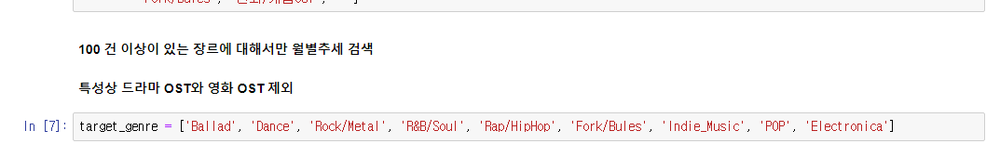 100 건 이상이 있는 장르에 대해서만 월별추세 검색
특성상 드라마 OST와 영화 OST 제외
In [7]: target_genre = ['Ballad', 'Dance', 'Rock/Metal', 'R&B/Soul', 'Rap/HipHop', 'Fork/Bules', 'Indie_Music', 'POP', 'Electronica']